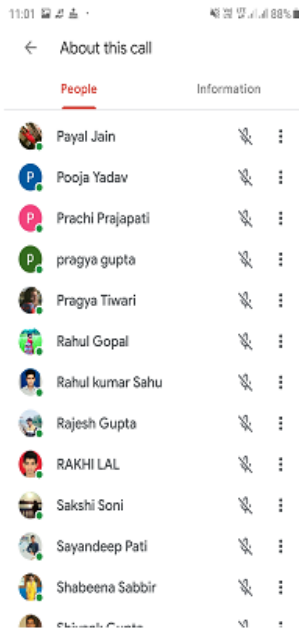 11:01 88%
About this call
People Information
Payal Jain
P Pooja Yadav
P Prachi Prajapati
P pragya gupta
Pragya Tiwari
Rahul Gopal
Rahul kumar Sahu
Rajesh Gupta
RAKHI LAL
Sakshi Soni
Sayandeep Pati
Shabeena Sabbir
Gupta